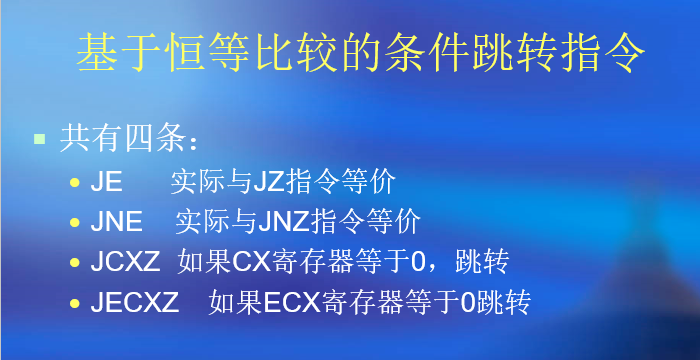 基于恒等比较的条件跳转指令
共有四条：
JE 实际与JZ指令等价
JNE 实际与JNZ指令等价
JCXZ 如果CX寄存器等于0，跳转
JECXZ 如果ECX寄存器等于0跳转